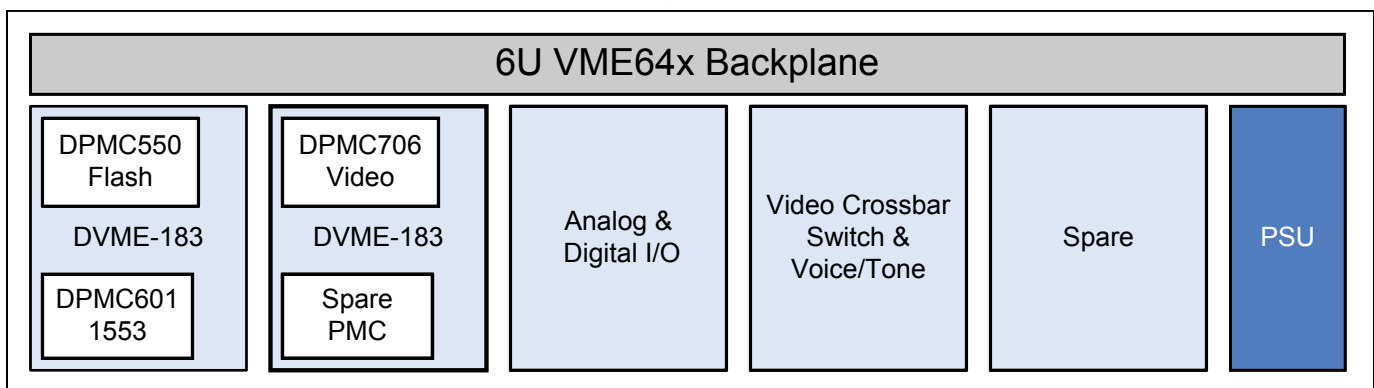 6U VME64x Backplane
DPMC550
Flash
DVME-183
DPMC601
1553
DPMC706
Video
DVME-183
Spare
PMC
Analog &
Digital I/O
Video Crossbar
Switch &
Voice/Tone
Spare
PSU